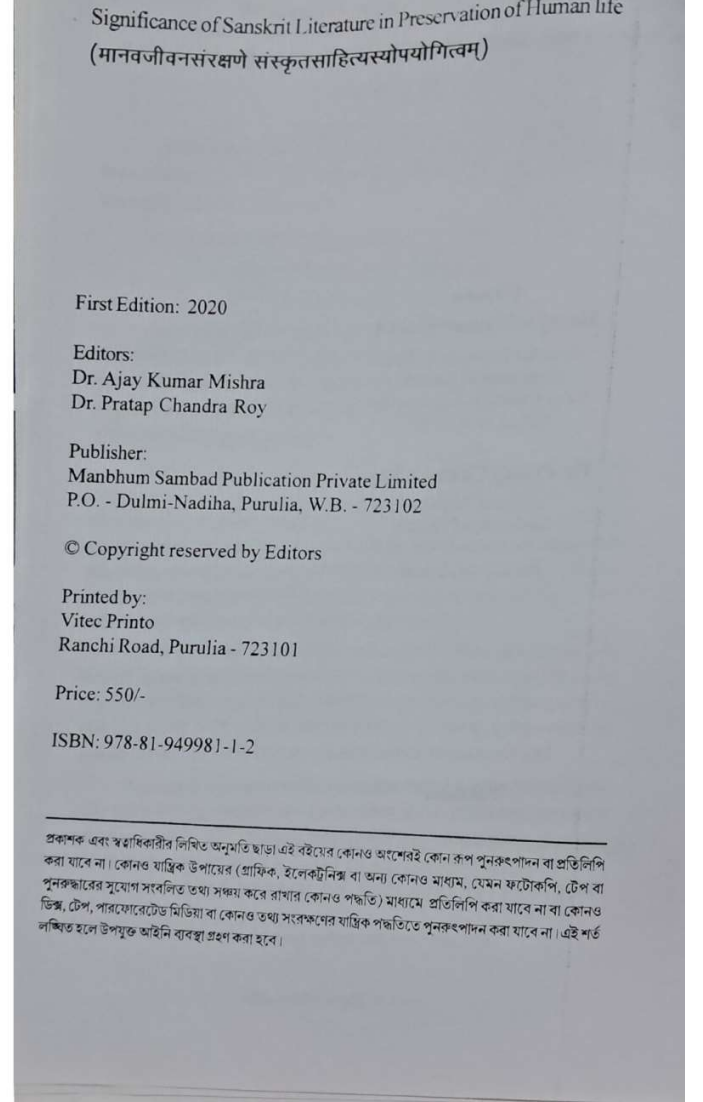 Significance of Sanskrit Literature in Preservation of Human life
(मानवजीवनसंरक्षणे संस्कृतसाहित्यस्योपयोगित्वम्)
First Edition: 2020
Editors:
Dr. Ajay Kumar Mishra
Dr. Pratap Chandra Roy
Publisher:
Manbhum Sambad Publication Private Limited
P.O. - Dulmi-Nadiha, Purulia, W.B. - 723102
© Copyright reserved by Editors
Printed by:
Vitec Printo
Ranchi Road, Purulia - 723101
Price: 550/-
ISBN: 978-81-949981-1-2
প্রকাশক এবং স্বত্বাধিকারীর লিখিত অনুমতি ছাড়া এই বইয়ের কোনও অংশেরই কোন রূপ পুনরুৎপাদন বা প্রতিলিপি
করা যাবে না। কোনও যান্ত্রিক উপায়ের (গ্রাফিক, ইলেকট্রনিক্স বা অন্য কোনও মাধ্যম, যেমন ফটোকপি, টেপ বা
পুনরুদ্ধারের সুযোগ সংবলিত তথ্য সঞ্চয় করে রাখার কোনও পদ্ধতি) মাধ্যমে প্রতিলিপি করা যাবে না বা কোনও
ডিস্ক, টেপ, পারফোরেটেড মিডিয়া বা কোনও তথ্য সংরক্ষণের যান্ত্রিক পদ্ধতিতে পুনরুৎপাদন করা যাবে না। এই শর্ত
লঙ্ঘিত হলে উপযুক্ত আইনি ব্যবস্থা গ্রহণ করা হবে।